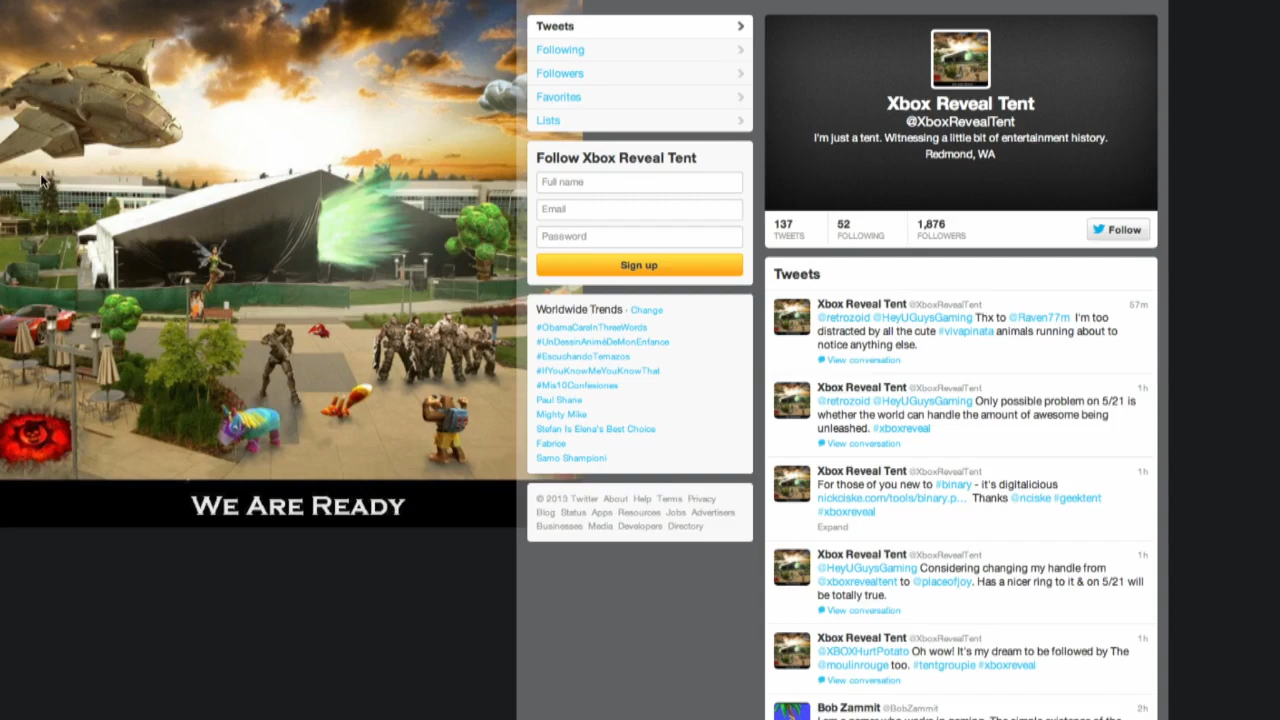 WE ARE READY
Tweets
Following
Followers
Favorites
Lists
Follow Xbox Reveal Tent
Full name
Email
Password
Sign up
Worldwide Trends · Change
#ObamaCareInThreeWords
#UnDessinAniméDeMonEnfance
#EscuchandoTemazos
#IfYouKnowMeYouKnowThat
#Mis10Confesiones
Paul Shane
Mighty Mike
Stefan Is Elena's Best Choice
Fabrice
Samo Shampioni
© 2013 Twitter About Help Terms Privacy
Blog Status Apps Resources Jobs Advertisers
Businesses Media Developers Directory
Xbox Reveal Tent
@XboxRevealTent
I'm just a tent. Witnessing a little bit of entertainment history.
Redmond, WA
137 52 1,876
TWEETS FOLLOWING FOLLOWERS
Follow
Tweets
Xbox Reveal Tent @XboxRevealTent 57m
@retrozoid @HeyUGuysGaming Thx to @Raven77m I'm too
distracted by all the cute #vivapinata animals running about to
notice anything else.
View conversation
Xbox Reveal Tent @XboxRevealTent 1h
@retrozoid @HeyUGuysGaming Only possible problem on 5/21 is
whether the world can handle the amount of awesome being
unleashed. #xboxreveal
View conversation
Xbox Reveal Tent @XboxRevealTent 1h
For those of you new to #binary - it's digitalicious
nickciske.com/tools/binary.p... Thanks @nciske #geektent
#xboxreveal
Expand
Xbox Reveal Tent @XboxRevealTent 1h
@HeyUGuysGaming Considering changing my handle from
@xboxrevealtent to @placeofjoy. Has a nicer ring to it & on 5/21 will
be totally true.
View conversation
Xbox Reveal Tent @XboxRevealTent 1h
@XBOXHurtPotato Oh wow! It's my dream to be followed by The
@moulinrouge too. #tentgroupie #xboxreveal
View conversation
Bob Zammit @BobZammit 2h